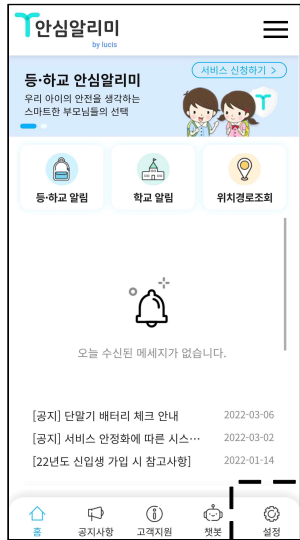 안심알리미
by lucis
서비스 신청하기 >
등·하교 안심알리미
우리 아이의 안전을 생각하는
스마트한 부모님들의 선택
등·하교 알림
학교 알림
위치경로조회
오늘 수신된 메세지가 없습니다.
[공지] 단말기 배터리 체크 안내 2022-03-06
[공지] 서비스 안정화에 따른 시스··· 2022-03-02
[22년도 신입생 가입 시 참고사항] 2022-01-14
홈 공지사항 고객지원 챗봇 설정